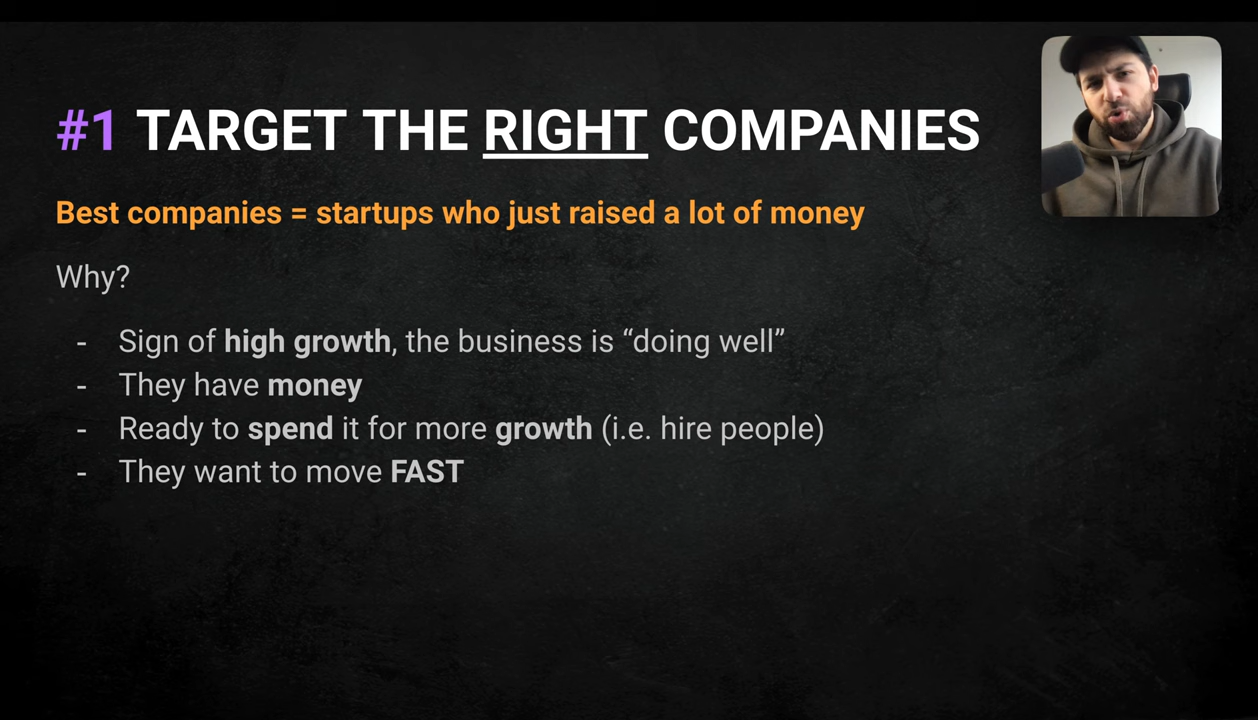 #1 TARGET THE RIGHT COMPANIES
Best companies = startups who just raised a lot of money
Why?
- Sign of high growth, the business is “doing well”
- They have money
- Ready to spend it for more growth (i.e. hire people)
- They want to move FAST